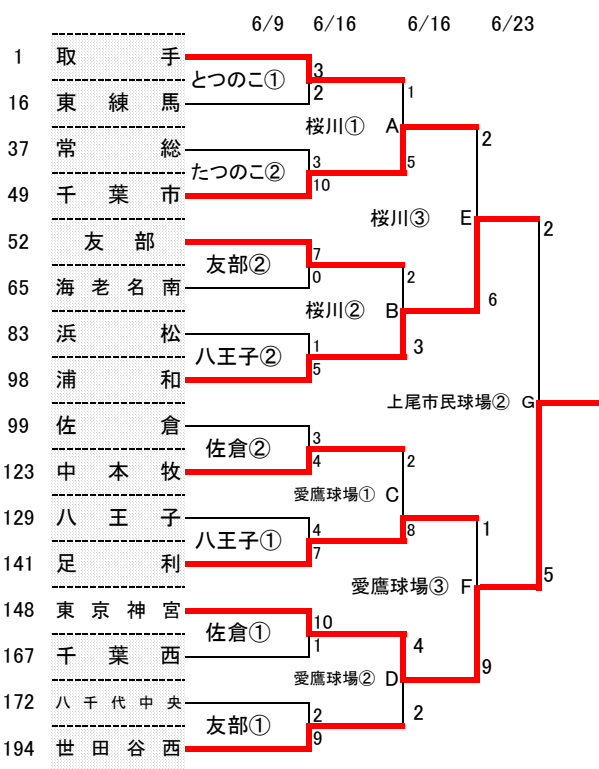 6/9 6/16 6/16 6/23
1 取手
とつのこ① 3
2
16 東練馬
桜川① A 1
5
37 常総
たつのこ② 3
10
49 千葉市
桜川③ E 2
6
52 友部
友部② 7
0
65 海老名南
桜川② B 2
3
83 浜松
八王子② 1
5
98 浦和
上尾市民球場② G 2
5
99 佐倉
佐倉② 3
4
123 中本牧
愛鷹球場① C 2
8
129 八王子
八王子① 4
7
141 足利
愛鷹球場③ F 1
9
148 東京神宮
佐倉① 10
1
167 千葉西
愛鷹球場② D 4
2
172 八千代中央
友部① 2
9
194 世田谷西